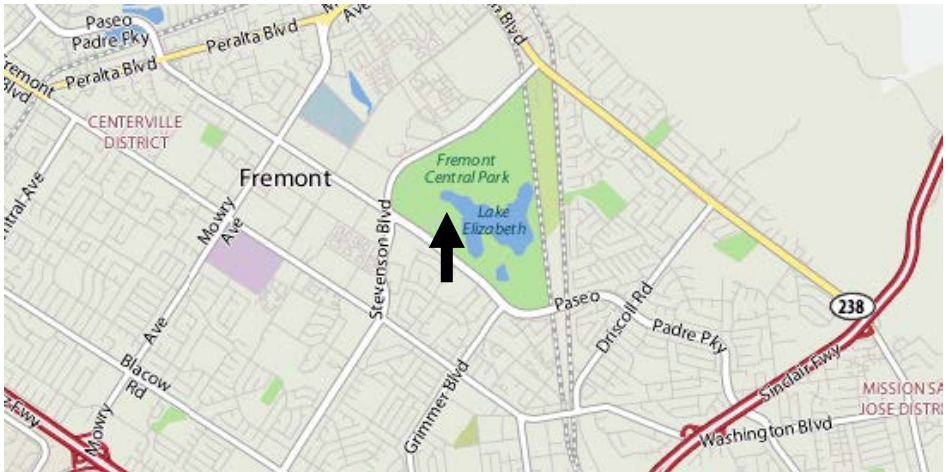 Paseo
Padre Pky
Peralta Blvd
Ave
Fremont
Blvd
Peralta Blvd
CENTERVILLE
DISTRICT
Fremont
Mowry
Ave
Fremont
Central Park
Lake
Elizabeth
Stevenson Blvd
Paseo
Padre Pky
Driscoll Rd
238
Sinclair Fwy
Blacow
Rd
Ave
Mowry
Fwy
Grimmer Blvd
Washington Blvd
MISSION SA
JOSE DISTR